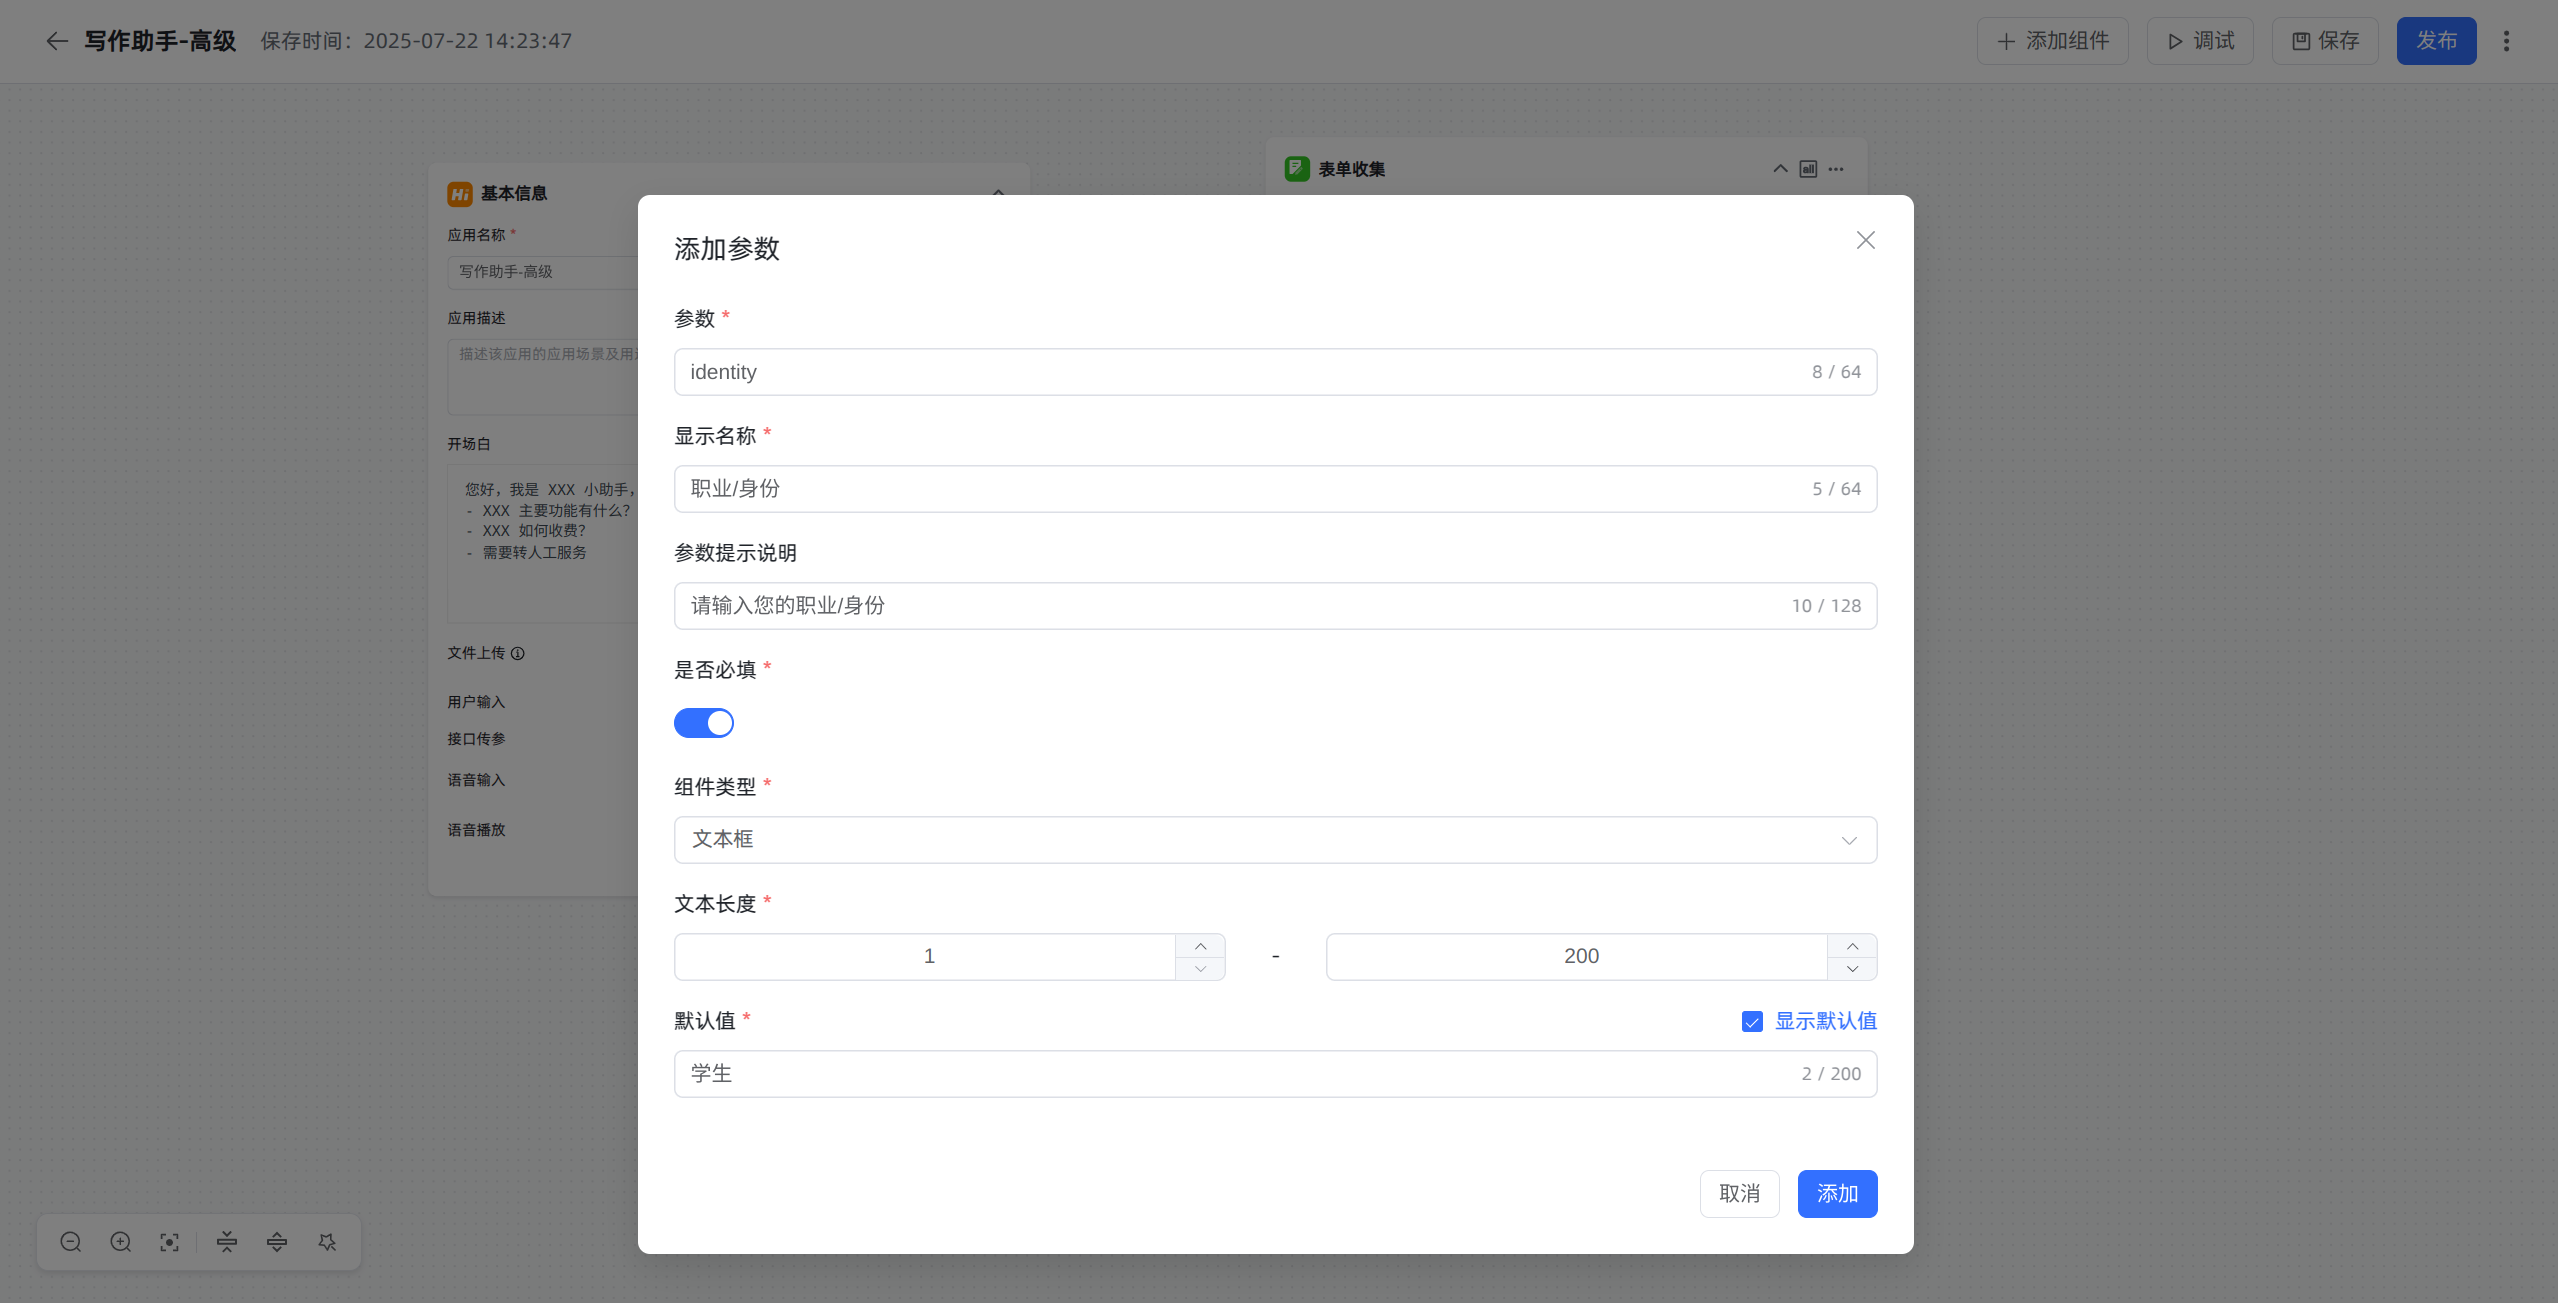 写作助手-高级 保存时间：2025-07-22 14:23:47
添加组件
调试
保存
发布
Hi 基本信息
应用名称 *
写作助手-高级
应用描述
描述该应用的应用场景及用
开场白
您好，我是 XXX 小助手，
- XXX 主要功能有什么？
- XXX 如何收费？
- 需要转人工服务
文件上传
用户输入
接口传参
语音输入
语音播放
表单收集
all
添加参数
参数 *
identity 8 / 64
显示名称 *
职业/身份 5 / 64
参数提示说明
请输入您的职业/身份 10 / 128
是否必填 *
组件类型 *
文本框
文本长度 *
1 - 200
默认值 * 显示默认值
学生 2 / 200
取消 添加